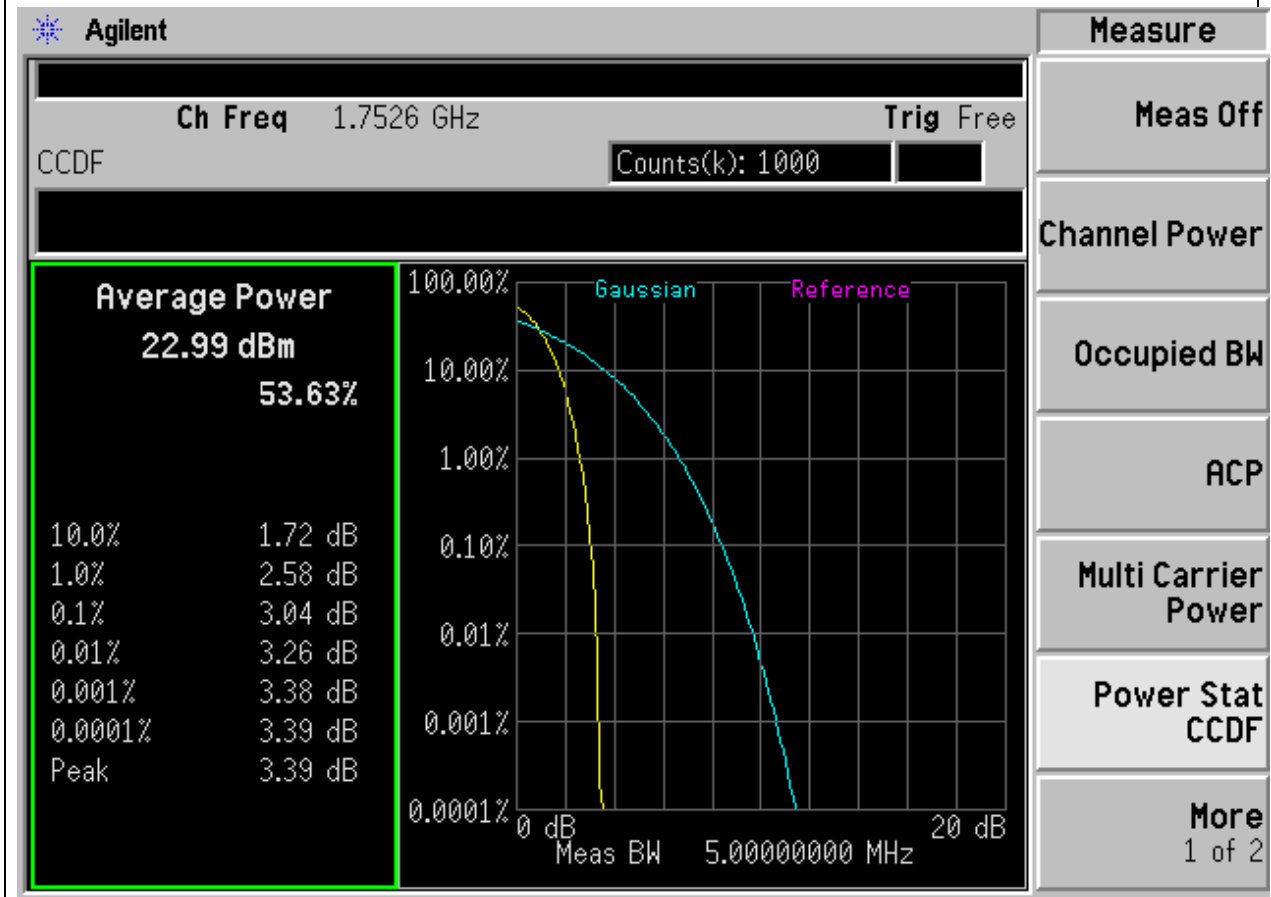 Agilent
Ch Freq 1.7526 GHz Trig Free
CCDF Counts(k): 1000
Average Power
22.99 dBm
53.63%
10.0% 1.72 dB
1.0% 2.58 dB
0.1% 3.04 dB
0.01% 3.26 dB
0.001% 3.38 dB
0.0001% 3.39 dB
Peak 3.39 dB
Gaussian Reference
100.00%
10.00%
1.00%
0.10%
0.01%
0.001%
0.0001%
0 dB 20 dB
Meas BW 5.00000000 MHz
Measure
Meas Off
Channel Power
Occupied BW
ACP
Multi Carrier
Power
Power Stat
CCDF
More
1 of 2